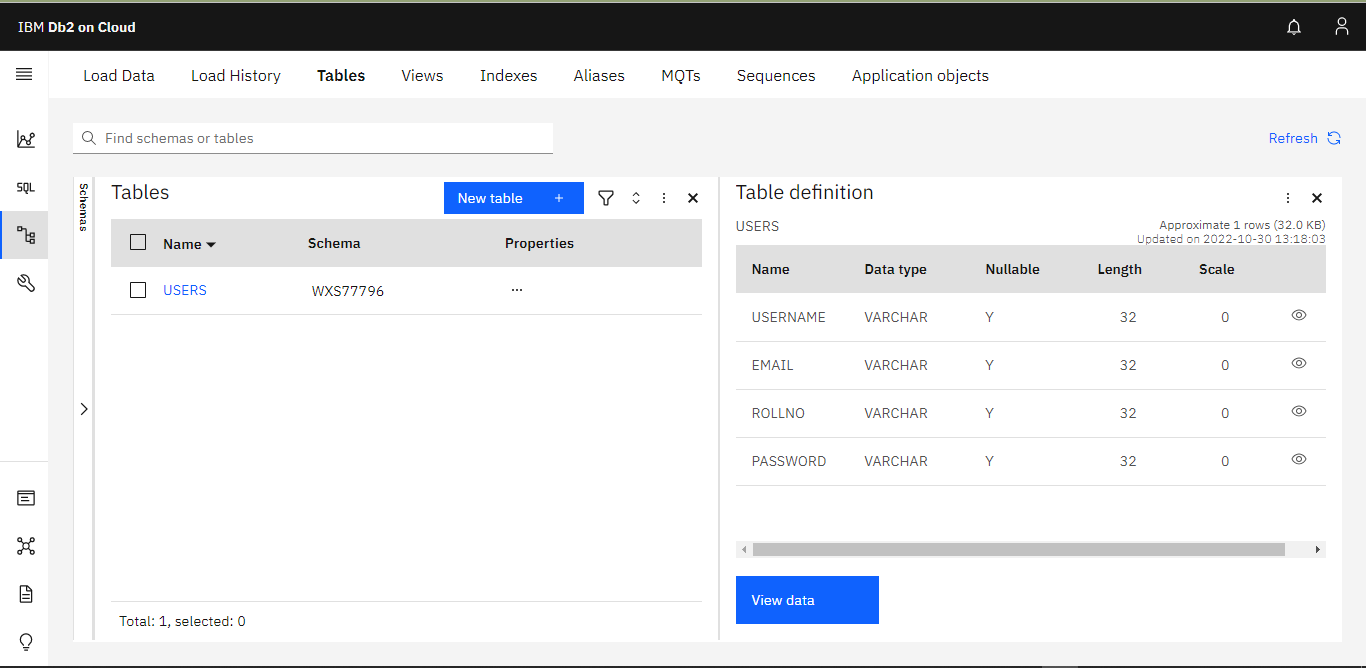 IBM Db2 on Cloud
Load Data Load History Tables Views Indexes Aliases MQTs Sequences Application objects
Find schemas or tables
Refresh
SQL
Schemas
Tables
New table +
Name Schema Properties
USERS WXS77796 ...
Total: 1, selected: 0
Table definition
USERS
Approximate 1 rows (32.0 KB)
Updated on 2022-10-30 13:18:03
Name Data type Nullable Length Scale
USERNAME VARCHAR Y 32 0
EMAIL VARCHAR Y 32 0
ROLLNO VARCHAR Y 32 0
PASSWORD VARCHAR Y 32 0
View data